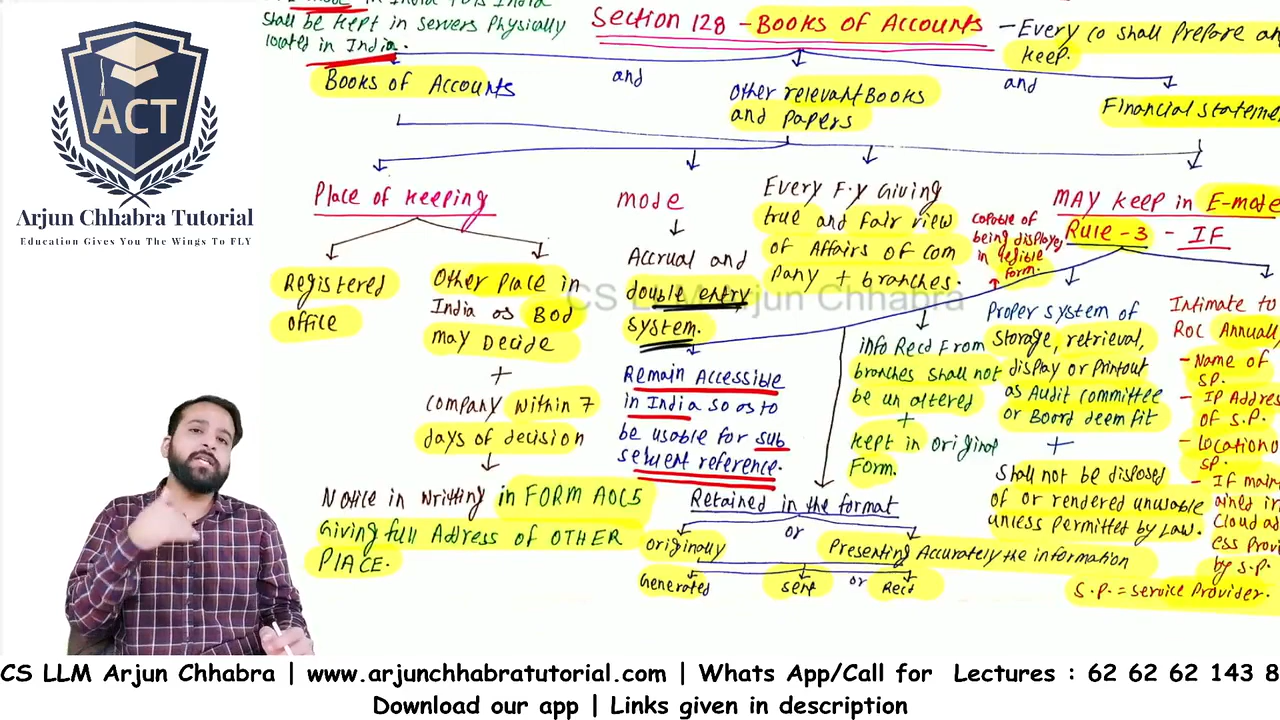 shall be kept in servers Physically
located in India.
Section 128 - Books of Accounts
- Every co shall Prepare an
keep.
Books of Accounts
and
Other relevant Books
and Papers
and
Financial stateme
ACT
Arjun Chhabra Tutorial
Education Gives You The Wings To FLY
Place of keeping
Registered
office
Other Place in
India as BOD
may Decide
+
company within 7
days of decision
Notice in writting in FORM AOC5
Giving full Address of OTHER
PLACE.
mode
Accrual and
double entry
system.
Every F.y Giving
true and fair view
of Affairs of Com
pany + branches.
MAY keep in E-mode
Rule - 3 - IF
capable of
being displayed
in legible
form.
CS LLM Arjun Chhabra
Remain Accessible
in India so as to
be usable for sub
sequent reference.
Retained in the format
Originally
or
Presenting Accurately the information
Generated
sent
or
Recd
info Recd From
branches shall not
be un altered
+
kept in original
Form.
Proper system of
storage, retrieval,
display or Printout
as Audit committee
or Board deem fit
+
Shall not be disposed
of or rendered unusable
unless Permitted by Law.
Intimate to
ROC Annuall
- Name of
SP.
- IP Addre
of S.P.
- Location o
SP.
- If main
ained in
Cloud ad
ess Provi
by S.P.
S.P. = Service Provider.
CS LLM Arjun Chhabra | www.arjunchhabratutorial.com | Whats App/Call for Lectures : 62 62 62 143 8
Download our app | Links given in description